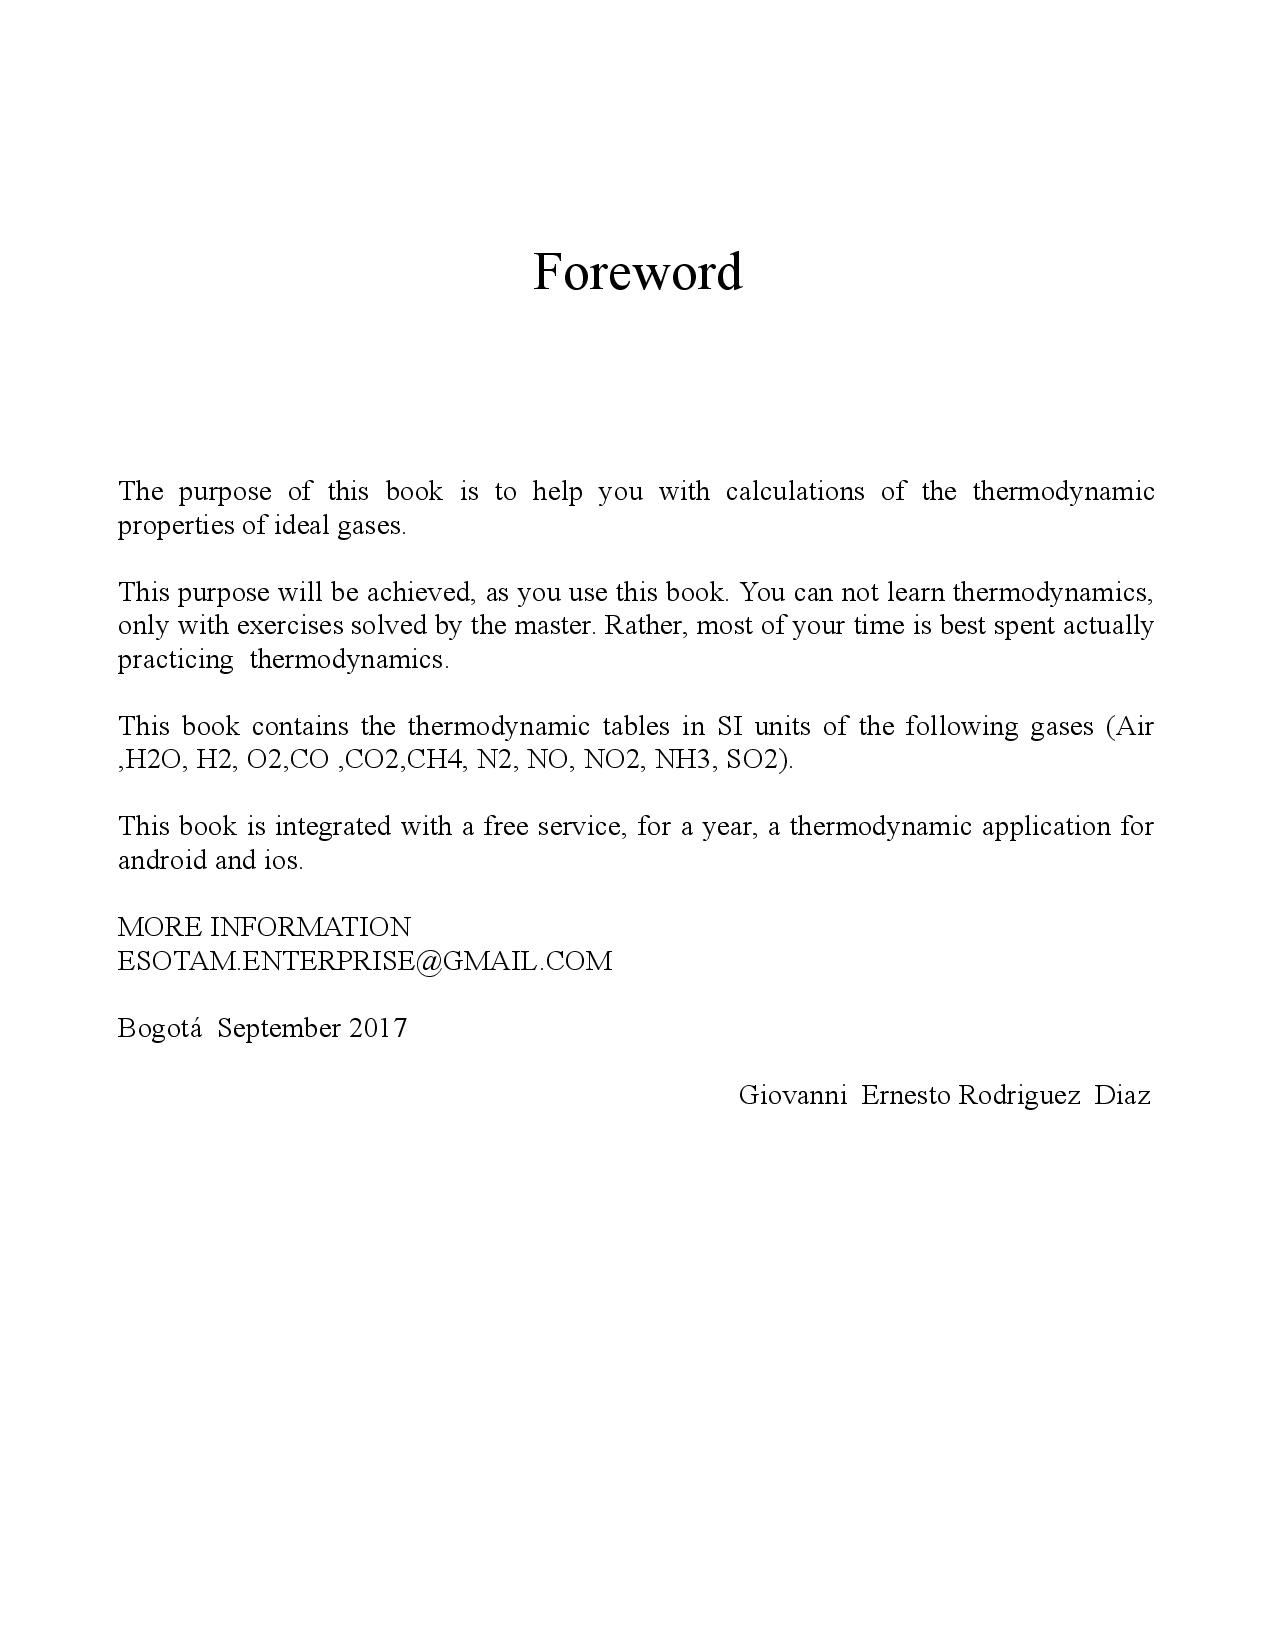 Foreword
The purpose of this book is to help you with calculations of the thermodynamic
properties of ideal gases.
This purpose will be achieved, as you use this book. You can not learn thermodynamics,
only with exercises solved by the master. Rather, most of your time is best spent actually
practicing  thermodynamics.
This book contains the thermodynamic tables in SI units of the following gases (Air
,H2O, H2, O2,CO ,CO2,CH4, N2, NO, NO2, NH3, SO2).
This book is integrated with a free service, for a year, a thermodynamic application for
android and ios.
MORE INFORMATION
ESOTAM.ENTERPRISE@GMAIL.COM
Bogotá  September 2017
Giovanni  Ernesto Rodriguez  Diaz